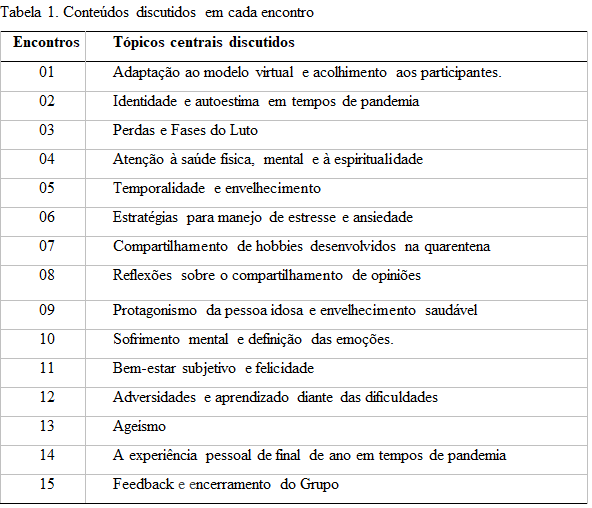 Tabela 1. Conteúdos discutidos em cada encontro
Encontros Tópicos centrais discutidos
01 Adaptação ao modelo virtual e acolhimento aos participantes.
02 Identidade e autoestima em tempos de pandemia
03 Perdas e Fases do Luto
04 Atenção à saúde física, mental e à espiritualidade
05 Temporalidade e envelhecimento
06 Estratégias para manejo de estresse e ansiedade
07 Compartilhamento de hobbies desenvolvidos na quarentena
08 Reflexões sobre o compartilhamento de opiniões
09 Protagonismo da pessoa idosa e envelhecimento saudável
10 Sofrimento mental e definição das emoções.
11 Bem-estar subjetivo e felicidade
12 Adversidades e aprendizado diante das dificuldades
13 Ageísmo
14 A experiência pessoal de final de ano em tempos de pandemia
15 Feedback e encerramento do Grupo